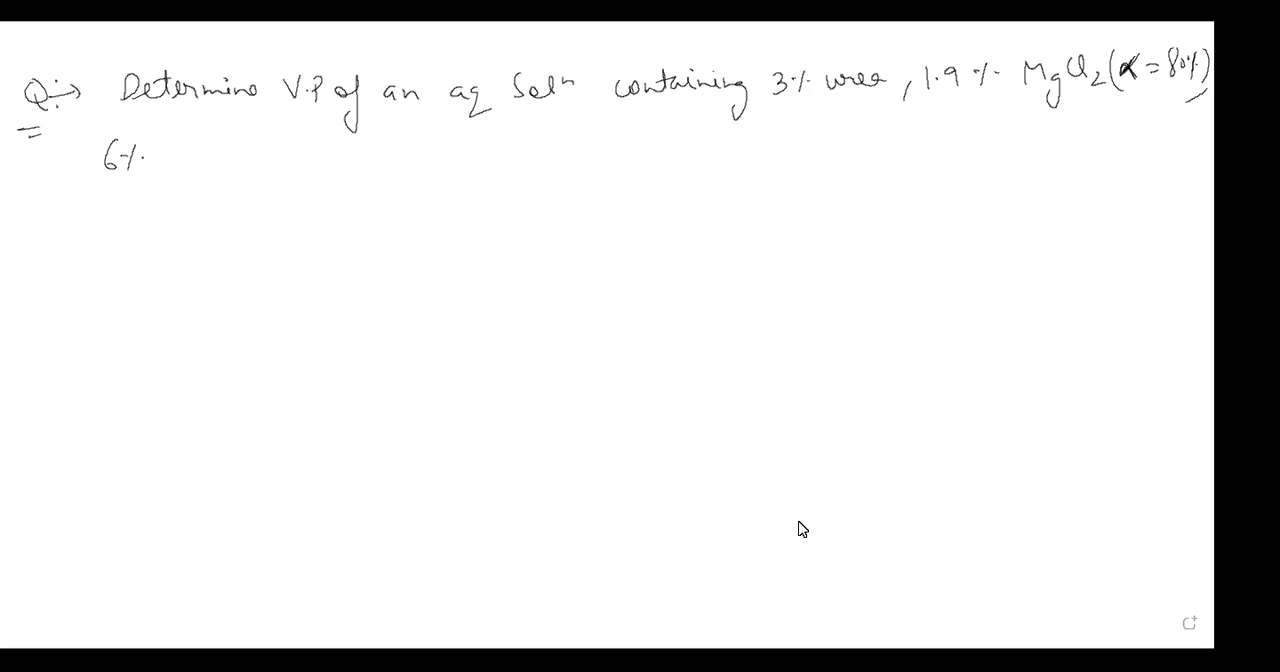 Q:→ Determine V.P of an aq Soln containing 3% urea, 1.9% MgCl2 (α = 80%)
6%